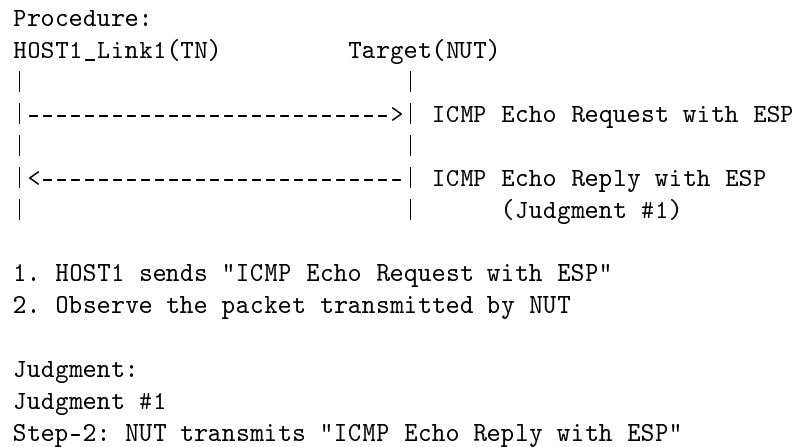 Procedure:
HOST1_Link1(TN)          Target(NUT)
|                            |
|-------------------------->| ICMP Echo Request with ESP
|                            |
|<--------------------------| ICMP Echo Reply with ESP
|                            |      (Judgment #1)
1. HOST1 sends "ICMP Echo Request with ESP"
2. Observe the packet transmitted by NUT
Judgment:
Judgment #1
Step-2: NUT transmits "ICMP Echo Reply with ESP"